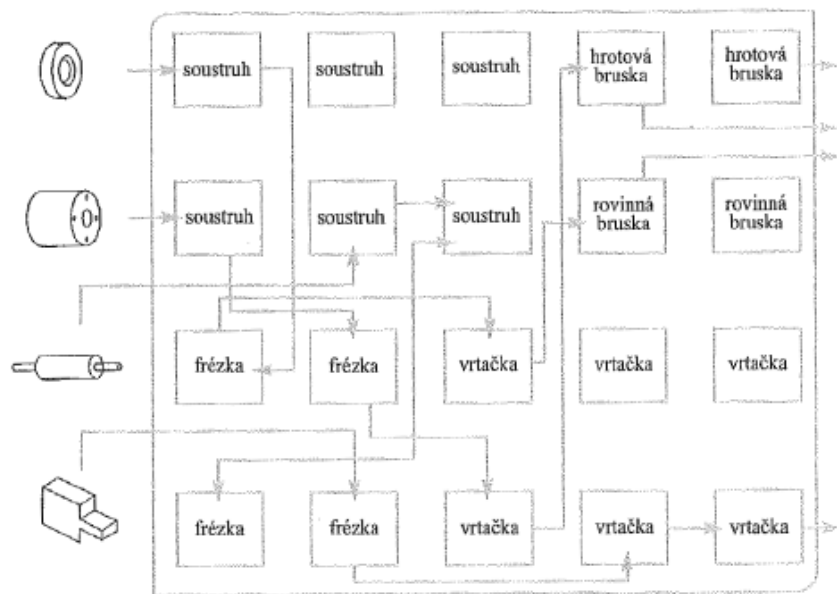 soustruh soustruh soustruh hrotová bruska hrotová bruska
soustruh soustruh soustruh rovinná bruska rovinná bruska
frézka frézka vrtačka vrtačka vrtačka
frézka frézka vrtačka vrtačka vrtačka